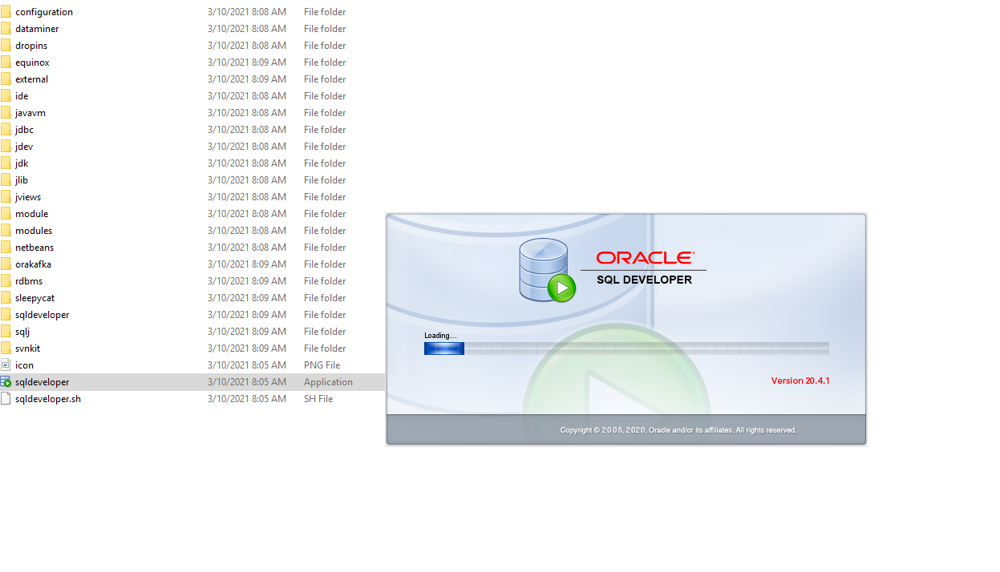 configuration 3/10/2021 8:08 AM File folder
dataminer 3/10/2021 8:08 AM File folder
dropins 3/10/2021 8:08 AM File folder
equinox 3/10/2021 8:09 AM File folder
external 3/10/2021 8:09 AM File folder
ide 3/10/2021 8:08 AM File folder
javavm 3/10/2021 8:08 AM File folder
jdbc 3/10/2021 8:08 AM File folder
jdev 3/10/2021 8:08 AM File folder
jdk 3/10/2021 8:08 AM File folder
jlib 3/10/2021 8:08 AM File folder
jviews 3/10/2021 8:08 AM File folder
module 3/10/2021 8:08 AM File folder
modules 3/10/2021 8:08 AM File folder
netbeans 3/10/2021 8:08 AM File folder
orakafka 3/10/2021 8:09 AM File folder
rdbms 3/10/2021 8:09 AM File folder
sleepycat 3/10/2021 8:09 AM File folder
sqldeveloper 3/10/2021 8:09 AM File folder
sqlj 3/10/2021 8:09 AM File folder
svnkit 3/10/2021 8:09 AM File folder
icon 3/10/2021 8:05 AM PNG File
sqldeveloper 3/10/2021 8:05 AM Application
sqldeveloper.sh 3/10/2021 8:05 AM SH File
ORACLE®
SQL DEVELOPER
Loading...
Version 20.4.1
Copyright © 2005, 2020, Oracle and/or its affiliates. All rights reserved.